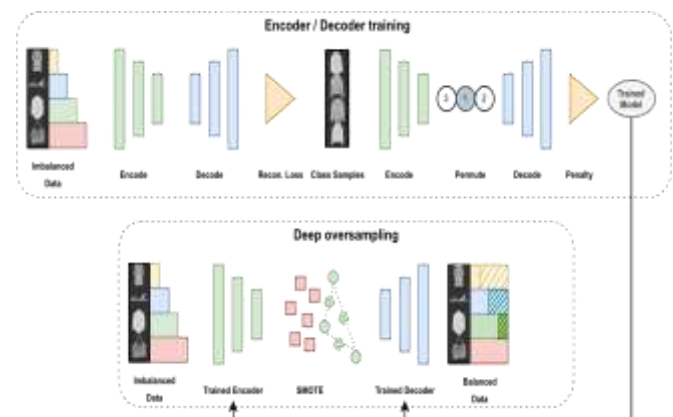 Encoder / Decoder training
Trained
Model
Imbalanced
Data
Encode
Decode
Recon. Loss
Class Samples
Encode
Permute
Decode
Penalty
Deep oversampling
Imbalanced
Data
Trained Encoder
SMOTE
Trained Decoder
Balanced
Data